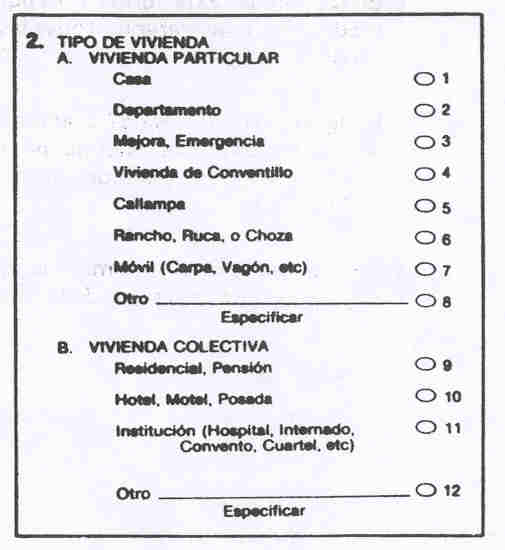 2. TIPO DE VIVIENDA
A. VIVIENDA PARTICULAR
Casa 1
Departamento 2
Mejora, Emergencia 3
Vivienda de Conventillo 4
Callampa 5
Rancho, Ruca, o Choza 6
Móvil (Carpa, Vagón, etc) 7
Otro 8
Especificar
B. VIVIENDA COLECTIVA
Residencial, Pensión 9
Hotel, Motel, Posada 10
Institución (Hospital, Internado, 11
Convento, Cuartel, etc)
Otro 12
Especificar